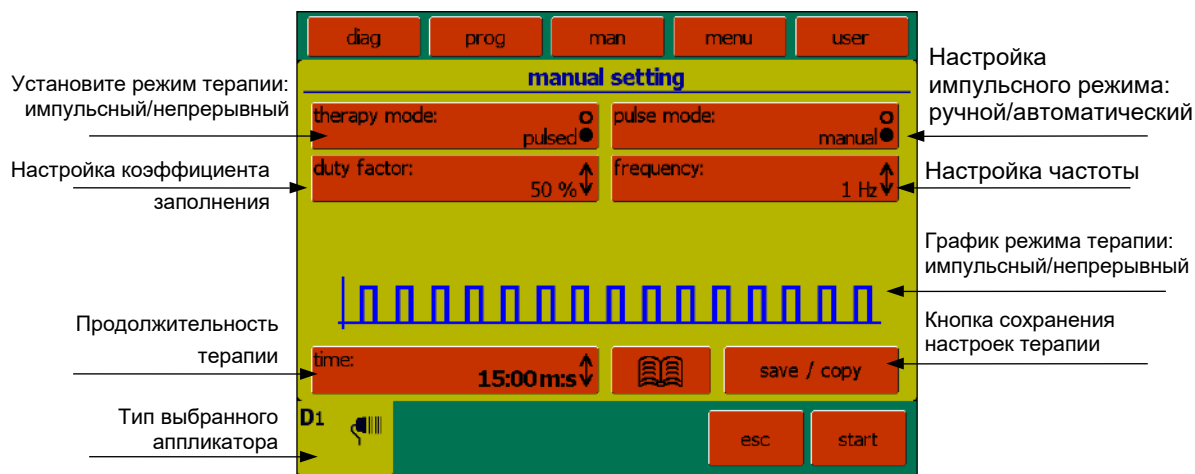 diag
prog
man
menu
user
manual setting
Установите режим терапии:
импульсный/непрерывный
therapy mode:
pulsed
pulse mode:
manual
Настройка
импульсного режима:
ручной/автоматический
Настройка коэффициента
заполнения
duty factor:
50 %
frequency:
1 Hz
Настройка частоты
График режима терапии:
импульсный/непрерывный
Продолжительность
терапии
time:
15:00 m:s
save / copy
Кнопка сохранения
настроек терапии
Тип выбранного
аппликатора
D1
esc
start